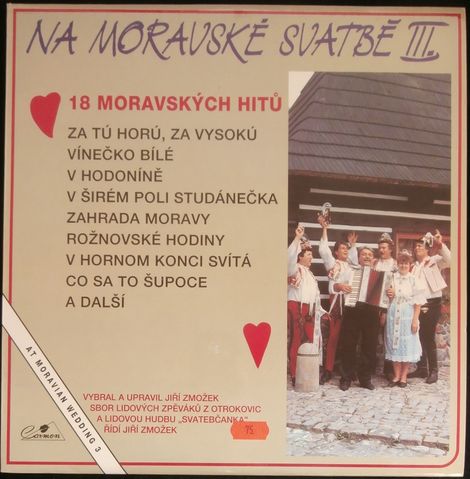 NA MORAVSKÉ SVATBĚ III.
18 MORAVSKÝCH HITŮ
ZA TÚ HORÚ, ZA VYSOKÚ
VÍNEČKO BÍLÉ
V HODONÍNĚ
V ŠIRÉM POLI STUDÁNEČKA
ZAHRADA MORAVY
ROŽNOVSKÉ HODINY
V HORNOM KONCI SVÍTÁ
CO SA TO ŠUPOCE
A DALŠÍ
AT MORAVIAN WEDDING 3
VYBRAL A UPRAVIL JIŘÍ ZMOŽEK
SBOR LIDOVÝCH ZPĚVÁKŮ Z OTROKOVIC
A LIDOVOU HUDBU „SVATEBČANKA"
ŘÍDÍ JIŘÍ ZMOŽEK
75
Cormon